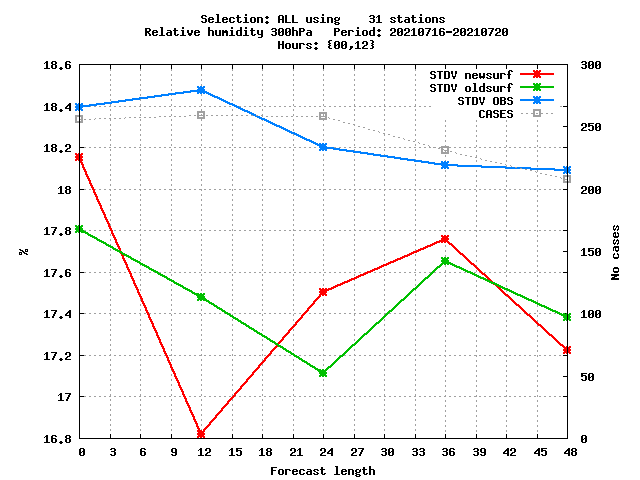 Selection: ALL using    31 stations
Relative humidity 300hPa   Period: 20210716-20210720
Hours: {00,12}
STDV newsurf
STDV oldsurf
STDV OBS
CASES
18.6
18.4
18.2
18
17.8
17.6
17.4
17.2
17
16.8
%
300
250
200
150
100
50
0
No cases
0 3 6 9 12 15 18 21 24 27 30 33 36 39 42 45 48
Forecast length